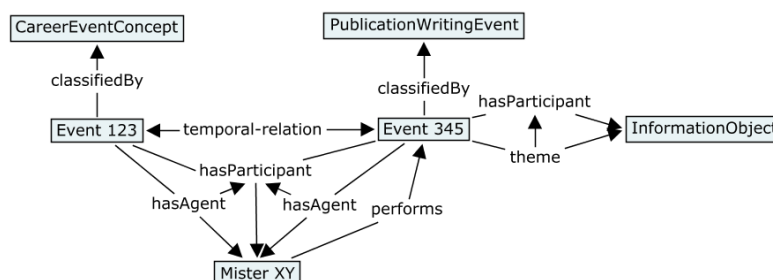 CareerEventConcept
PublicationWritingEvent
classifiedBy
classifiedBy
hasParticipant
Event 123
temporal-relation
Event 345
InformationObject
theme
hasParticipant
hasAgent
hasAgent
performs
Mister XY